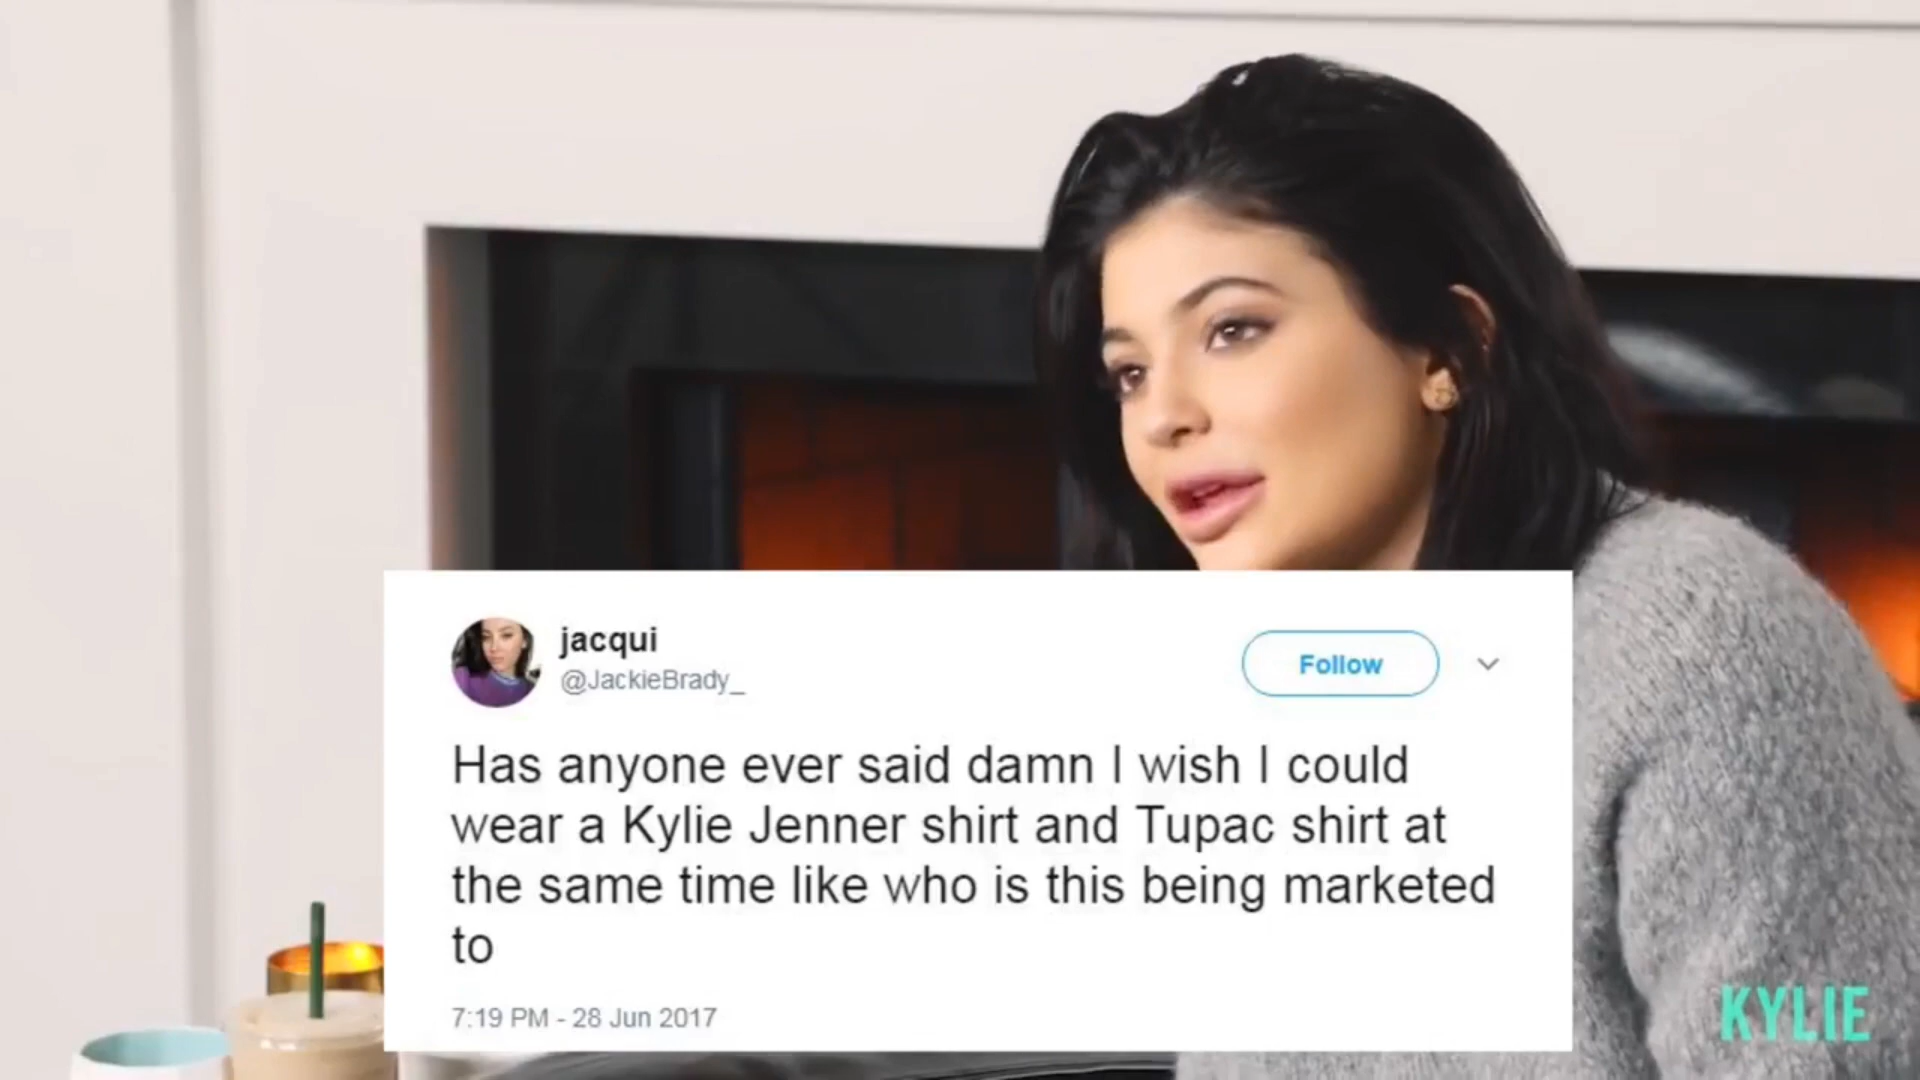 jacqui
@JackieBrady_
Follow
Has anyone ever said damn I wish I could
wear a Kylie Jenner shirt and Tupac shirt at
the same time like who is this being marketed
to
7:19 PM - 28 Jun 2017
KYLIE